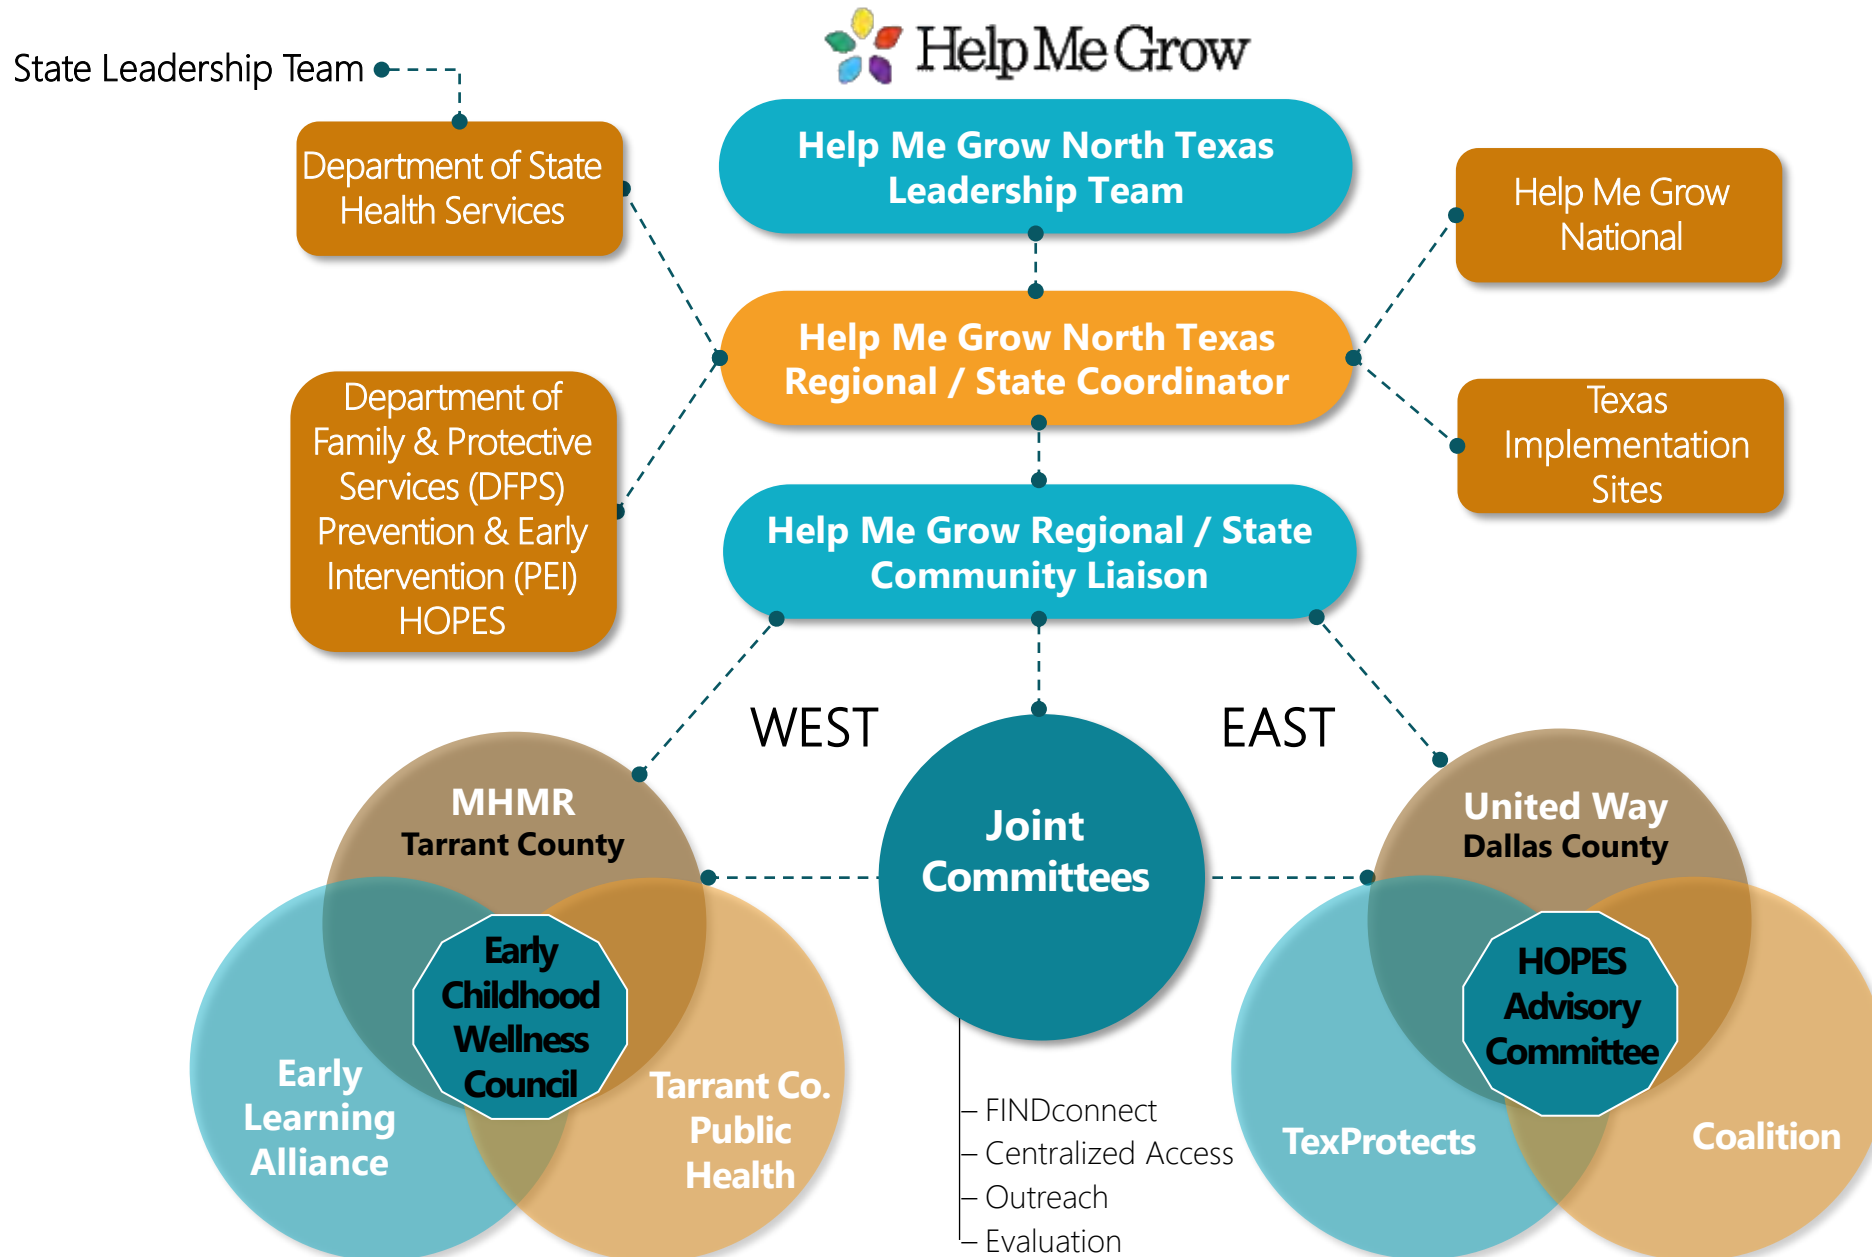 Help Me Grow
State Leadership Team
Help Me Grow North Texas
Leadership Team
Department of State
Health Services
Help Me Grow
National
Help Me Grow North Texas
Regional / State Coordinator
Department of
Family & Protective
Services (DFPS)
Prevention & Early
Intervention (PEI)
HOPES
Texas
Implementation
Sites
Help Me Grow Regional / State
Community Liaison
WEST
EAST
MHMR
Tarrant County
Early
Childhood
Wellness
Council
Early
Learning
Alliance
Tarrant Co.
Public
Health
Joint
Committees
– FINDconnect
– Centralized Access
– Outreach
– Evaluation
United Way
Dallas County
HOPES
Advisory
Committee
TexProtects
Coalition